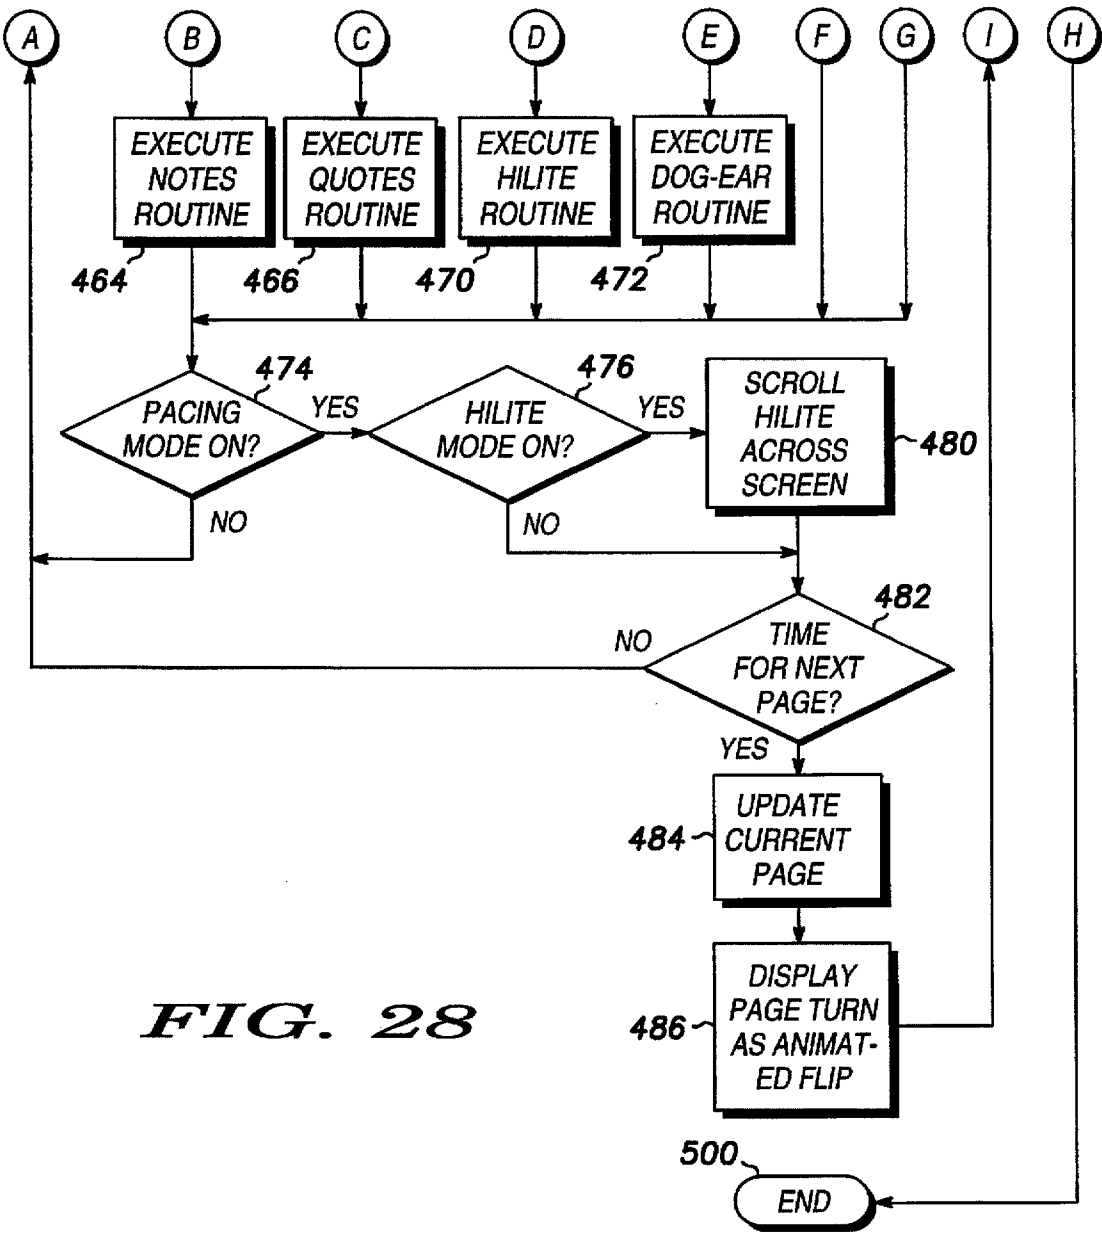 A
B
C
D
E
F
G
I
H
EXECUTE
NOTES
ROUTINE
464
EXECUTE
QUOTES
ROUTINE
466
EXECUTE
HILITE
ROUTINE
470
EXECUTE
DOG-EAR
ROUTINE
472
PACING
MODE ON?
474
YES
NO
HILITE
MODE ON?
476
YES
NO
SCROLL
HILITE
ACROSS
SCREEN
480
TIME
FOR NEXT
PAGE?
482
NO
YES
UPDATE
CURRENT
PAGE
484
DISPLAY
PAGE TURN
AS ANIMAT-
ED FLIP
486
FIG. 28
500
END